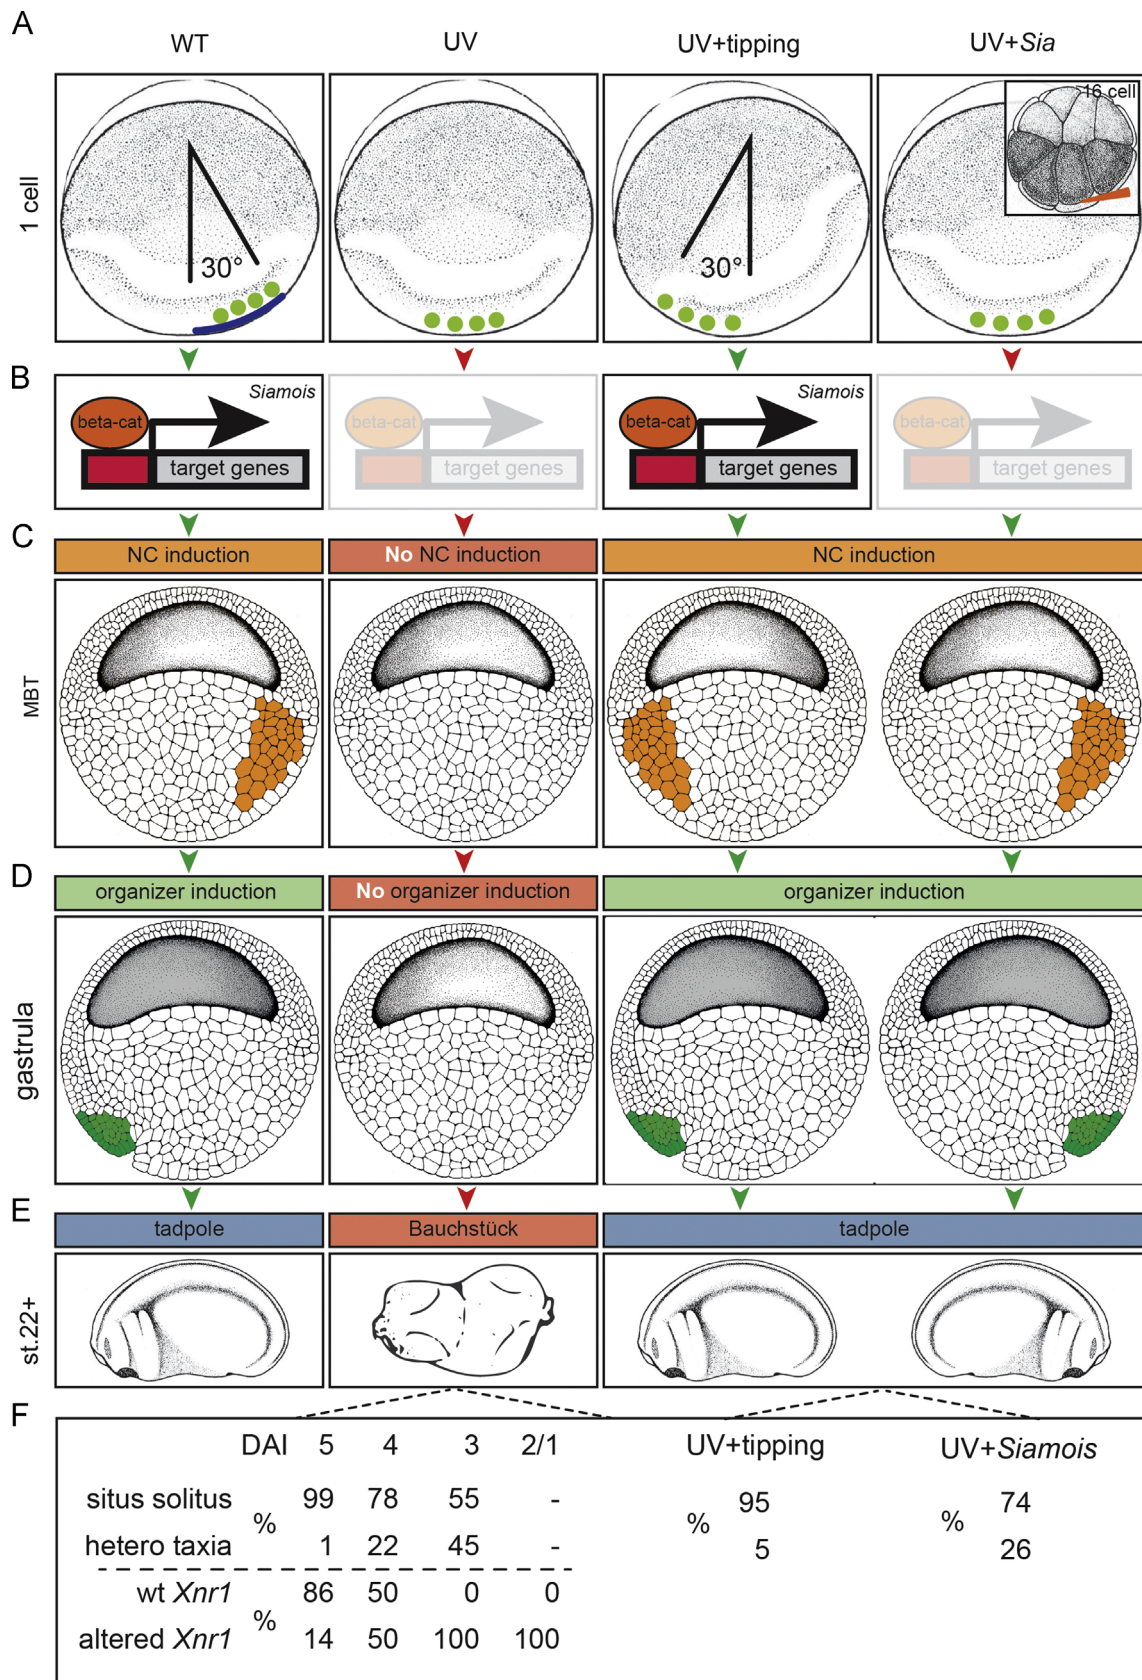 A
WT UV UV+tipping UV+Sia
1 cell
16 cell
30° 30°
B
Siamois Siamois
beta-cat beta-cat beta-cat beta-cat
target genes target genes target genes target genes
C
NC induction No NC induction NC induction
MBT
D
organizer induction No organizer induction organizer induction
gastrula
E
tadpole Bauchstück tadpole
st.22+
F
DAI 5 4 3 2/1 UV+tipping UV+Siamois
situs solitus 99 78 55 - 95 74
% % %
hetero taxia 1 22 45 - 5 26
wt Xnr1 86 50 0 0
%
altered Xnr1 14 50 100 100